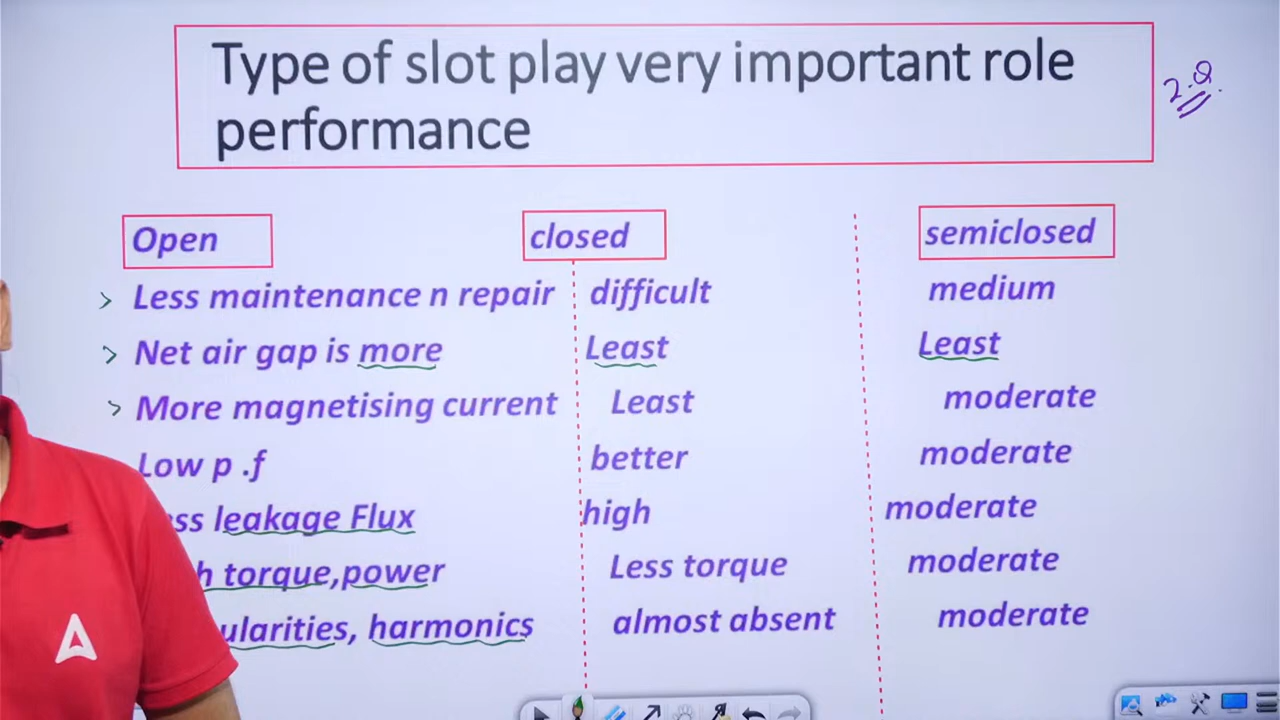 Type of slot play very important role
performance
2.Q.
Open closed semiclosed
Less maintenance n repair difficult medium
Net air gap is more Least Least
More magnetising current Least moderate
Low p .f better moderate
leakage Flux high moderate
torque,power Less torque moderate
harmonics almost absent moderate